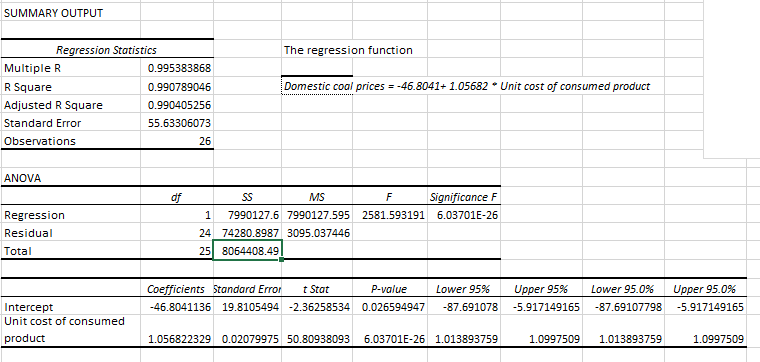 SUMMARY OUTPUT
Regression Statistics
The regression function
Multiple R 0.995383868
R Square 0.990789046
Domestic coal prices = -46.8041+ 1.05682 * Unit cost of consumed product
Adjusted R Square 0.990405256
Standard Error 55.63306073
Observations 26
ANOVA
df SS MS F Significance F
Regression 1 7990127.6 7990127.595 2581.593191 6.03701E-26
Residual 24 74280.8987 3095.037446
Total 25 8064408.49
Coefficients Standard Error t Stat P-value Lower 95% Upper 95% Lower 95.0% Upper 95.0%
Intercept -46.8041136 19.8105494 -2.36258534 0.026594947 -87.691078 -5.917149165 -87.69107798 -5.917149165
Unit cost of consumed
product 1.056822329 0.02079975 50.80938093 6.03701E-26 1.013893759 1.0997509 1.013893759 1.0997509